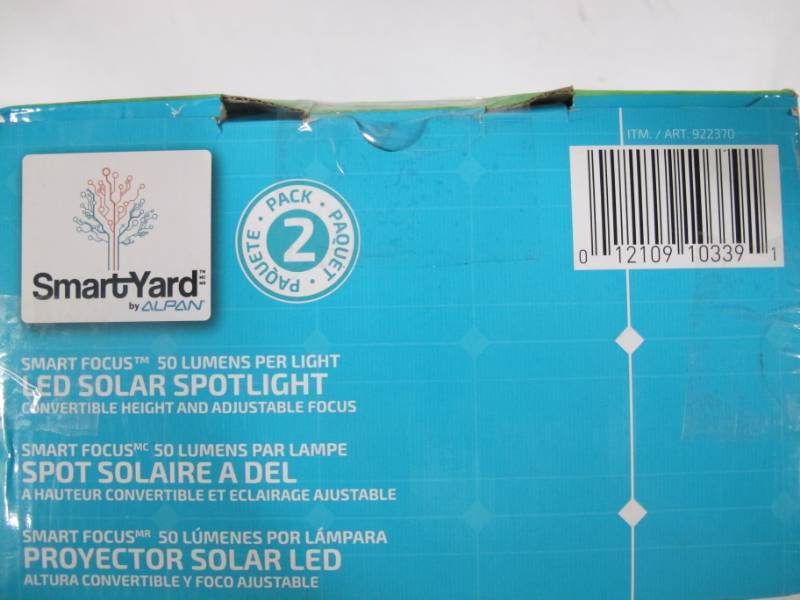 ITM. / ART. 922370
0 12109 10339 1
SmartYard
by ALPAN
PACK · PAQUET · PAQUETE ·
2
SMART FOCUS™ 50 LUMENS PER LIGHT
LED SOLAR SPOTLIGHT
CONVERTIBLE HEIGHT AND ADJUSTABLE FOCUS
SMART FOCUSMC 50 LUMENS PAR LAMPE
SPOT SOLAIRE A DEL
A HAUTEUR CONVERTIBLE ET ECLAIRAGE AJUSTABLE
SMART FOCUSMR 50 LÚMENES POR LÁMPARA
PROYECTOR SOLAR LED
ALTURA CONVERTIBLE Y FOCO AJUSTABLE